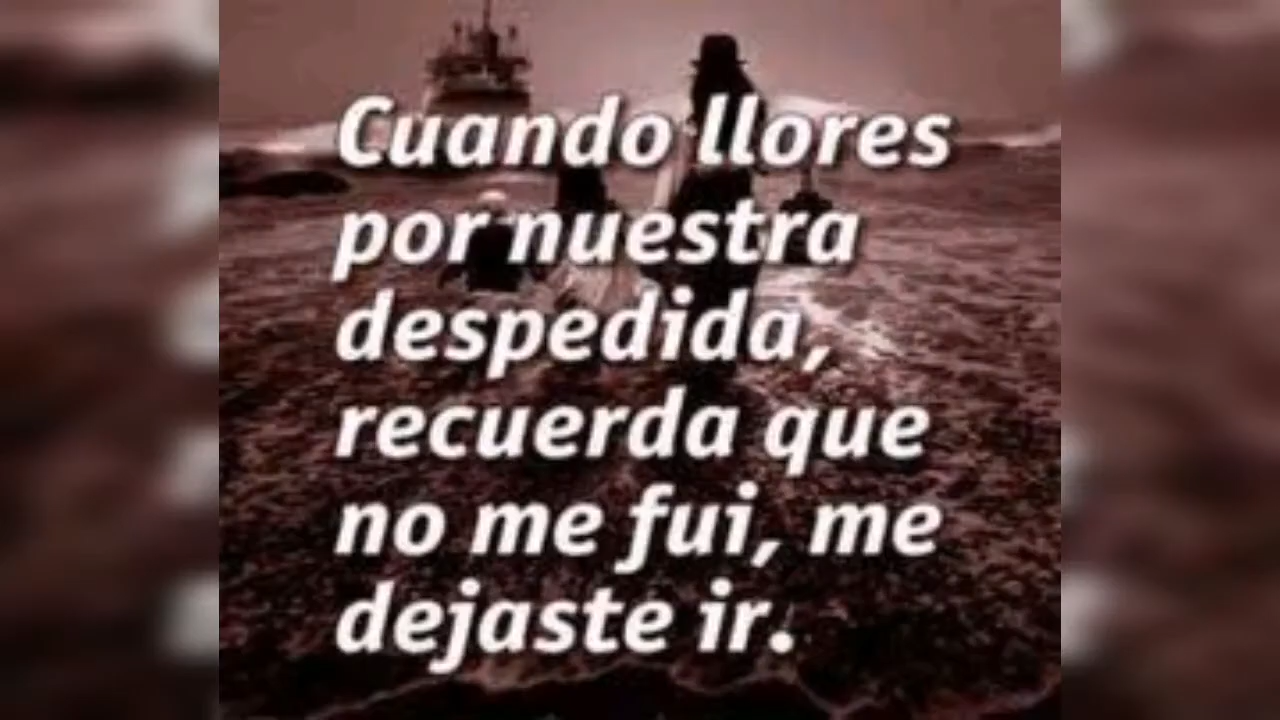 Cuando llores
por nuestra
despedida,
recuerda que
no me fui, me
dejaste ir.